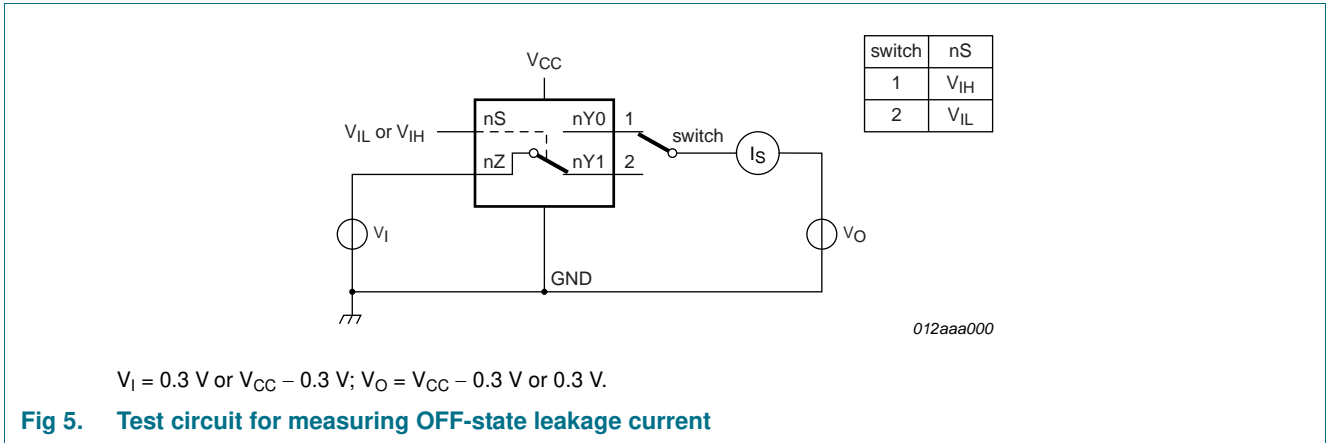 VCC
switch nS
1 VIH
2 VIL
nS nY0 1
VIL or VIH
switch
IS
nZ nY1 2
VI
VO
GND
012aaa000
VI = 0.3 V or VCC − 0.3 V; VO = VCC − 0.3 V or 0.3 V.
Fig 5. Test circuit for measuring OFF-state leakage current